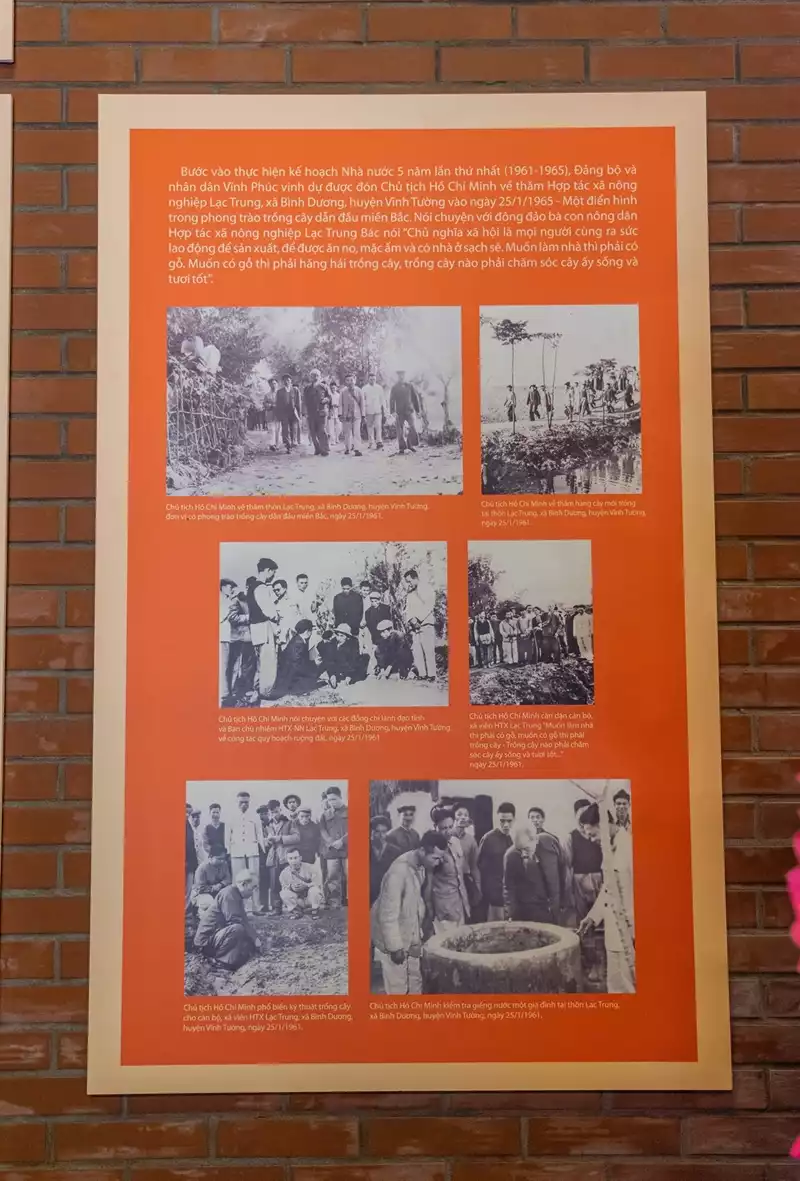 Bước vào thực hiện kế hoạch Nhà nước 5 năm lần thứ nhất (1961-1965), Đảng bộ và
nhân dân Vĩnh Phúc vinh dự được đón Chủ tịch Hồ Chí Minh về thăm Hợp tác xã nông
nghiệp Lạc Trung, xã Bình Dương, huyện Vĩnh Tường vào ngày 25/1/1965 - Một điển hình
trong phong trào trồng cây dẫn đầu miền Bắc. Nói chuyện với đông đảo bà con nông dân
Hợp tác xã nông nghiệp Lạc Trung Bác nói "Chủ nghĩa xã hội là mọi người cùng ra sức
lao động để sản xuất, để được ăn no, mặc ấm và có nhà ở sạch sẽ. Muốn làm nhà thì phải có
gỗ. Muốn có gỗ thì phải hăng hái trồng cây, trồng cây nào phải chăm sóc cây ấy sống và
tươi tốt".
Chủ tịch Hồ Chí Minh về thăm thôn Lạc Trung, xã Bình Dương, huyện Vĩnh Tường,
đơn vị có phong trào trồng cây dẫn đầu miền Bắc, ngày 25/1/1961.
Chủ tịch Hồ Chí Minh về thăm hàng cây mới trồng
tại thôn Lạc Trung, xã Bình Dương, huyện Vĩnh Tường,
ngày 25/1/1961.
Chủ tịch Hồ Chí Minh nói chuyện với các đồng chí lãnh đạo tỉnh
và Ban chủ nhiệm HTX-NN Lạc Trung, xã Bình Dương, huyện Vĩnh Tường
về công tác quy hoạch ruộng đất, ngày 25/1/1961
Chủ tịch Hồ Chí Minh căn dặn cán bộ,
xã viên HTX Lạc Trung "Muốn làm nhà
thì phải có gỗ, muốn có gỗ thì phải
trồng cây - Trồng cây nào phải chăm
sóc cây ấy sống và tươi tốt..."
ngày 25/1/1961.
Chủ tịch Hồ Chí Minh phổ biến kỹ thuật trồng cây
cho cán bộ, xã viên HTX Lạc Trung, xã Bình Dương,
huyện Vĩnh Tường, ngày 25/1/1961.
Chủ tịch Hồ Chí Minh kiểm tra giếng nước một gia đình tại thôn Lạc Trung,
xã Bình Dương, huyện Vĩnh Tường, ngày 25/1/1961.